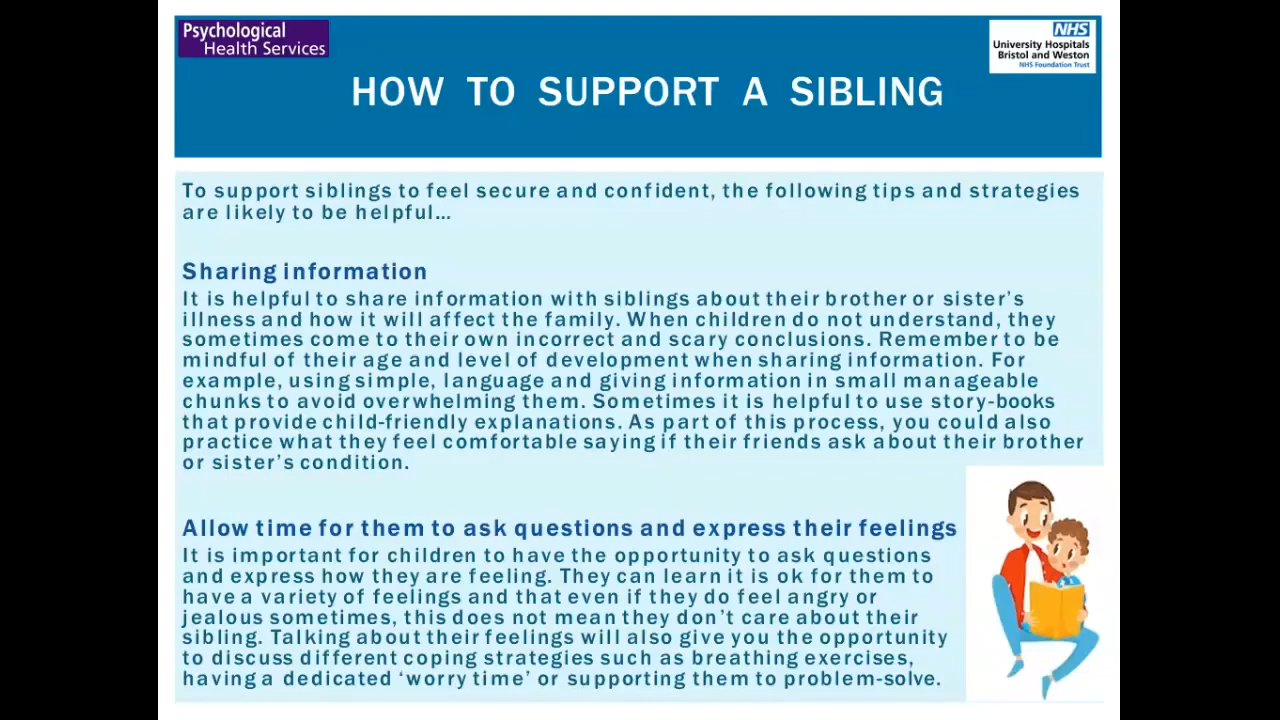 Psychological
Health Services
NHS
University Hospitals
Bristol and Weston
NHS Foundation Trust
HOW TO SUPPORT A SIBLING
To support siblings to feel secure and confident, the following tips and strategies
are likely to be helpful…
Sharing information
It is helpful to share information with siblings about their brother or sister’s
illness and how it will affect the family. When children do not understand, they
sometimes come to their own incorrect and scary conclusions. Remember to be
mindful of their age and level of development when sharing information. For
example, using simple, language and giving information in small manageable
chunks to avoid overwhelming them. Sometimes it is helpful to use story-books
that provide child-friendly explanations. As part of this process, you could also
practice what they feel comfortable saying if their friends ask about their brother
or sister’s condition.
Allow time for them to ask questions and express their feelings
It is important for children to have the opportunity to ask questions
and express how they are feeling. They can learn it is ok for them to
have a variety of feelings and that even if they do feel angry or
jealous sometimes, this does not mean they don’t care about their
sibling. Talking about their feelings will also give you the opportunity
to discuss different coping strategies such as breathing exercises,
having a dedicated ‘worry time’ or supporting them to problem-solve.